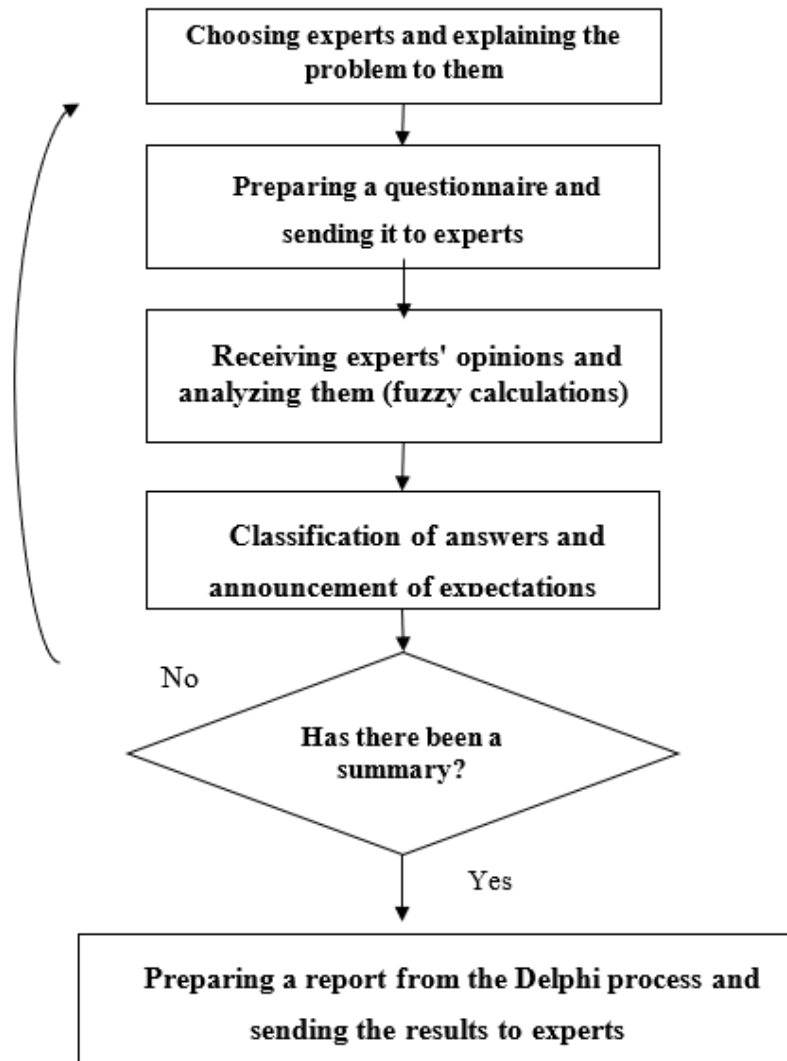 Choosing experts and explaining the
problem to them
Preparing a questionnaire and
sending it to experts
Receiving experts' opinions and
analyzing them (fuzzy calculations)
Classification of answers and
announcement of expectations
No
Has there been a
summary?
Yes
Preparing a report from the Delphi process and
sending the results to experts